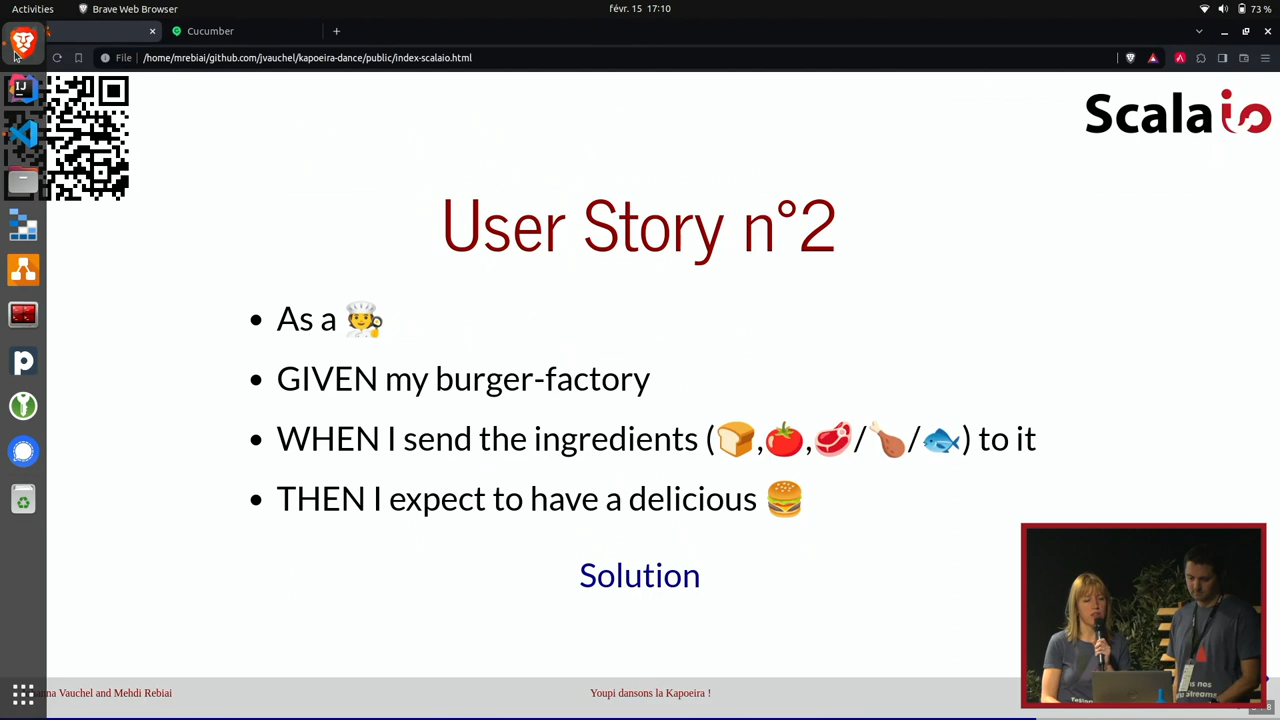 Activities
Brave Web Browser
févr. 15 17:10
73 %
Cucumber
File
/home/mrebiai/github.com/jvauchel/kapoeira-dance/public/index-scalaio.html
Scala io
User Story n°2
As a 🧑‍🍳
GIVEN my burger-factory
WHEN I send the ingredients (🍞,🍅,🥩/🍗/🐟) to it
THEN I expect to have a delicious 🍔
Solution
Vauchel and Mehdi Rebiai
Youpi dansons la Kapoeira !